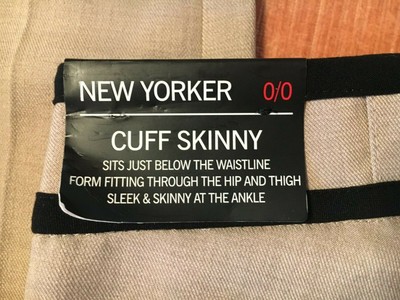 NEW YORKER 0/0
CUFF SKINNY
SITS JUST BELOW THE WAISTLINE
FORM FITTING THROUGH THE HIP AND THIGH
SLEEK & SKINNY AT THE ANKLE